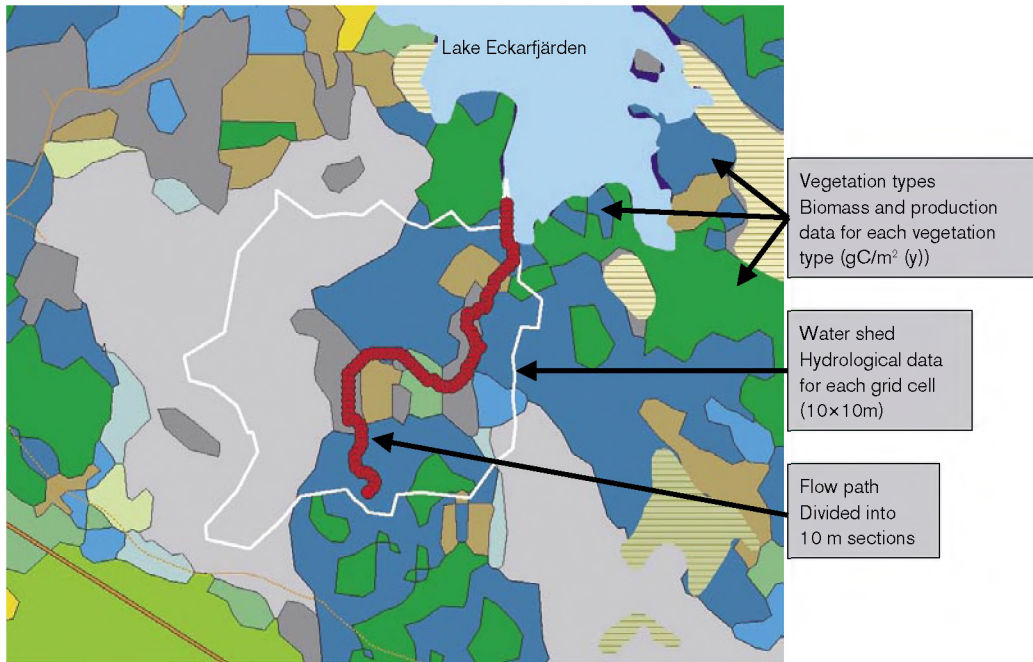 Lake Eckarfjärden
Vegetation types
Biomass and production
data for each vegetation
type (gC/m² (y))
Water shed
Hydrological data
for each grid cell
(10×10m)
Flow path
Divided into
10 m sections